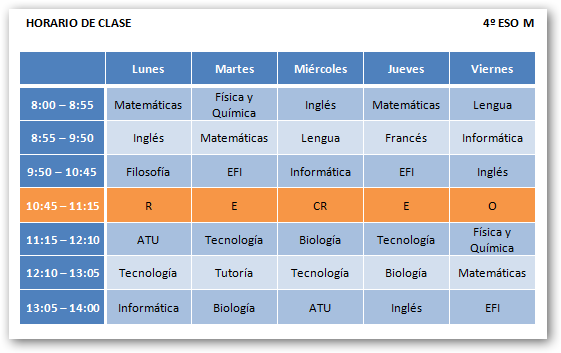 HORARIO DE CLASE 4º ESO M
Lunes Martes Miércoles Jueves Viernes
8:00 – 8:55 Matemáticas Física y Química Inglés Matemáticas Lengua
8:55 – 9:50 Inglés Matemáticas Lengua Francés Informática
9:50 – 10:45 Filosofía EFI Informática EFI Inglés
10:45 – 11:15 R E CR E O
11:15 - 12:10 ATU Tecnología Biología Tecnología Física y Química
12:10 – 13:05 Tecnología Tutoría Tecnología Biología Matemáticas
13:05 – 14:00 Informática Biología ATU Inglés EFI